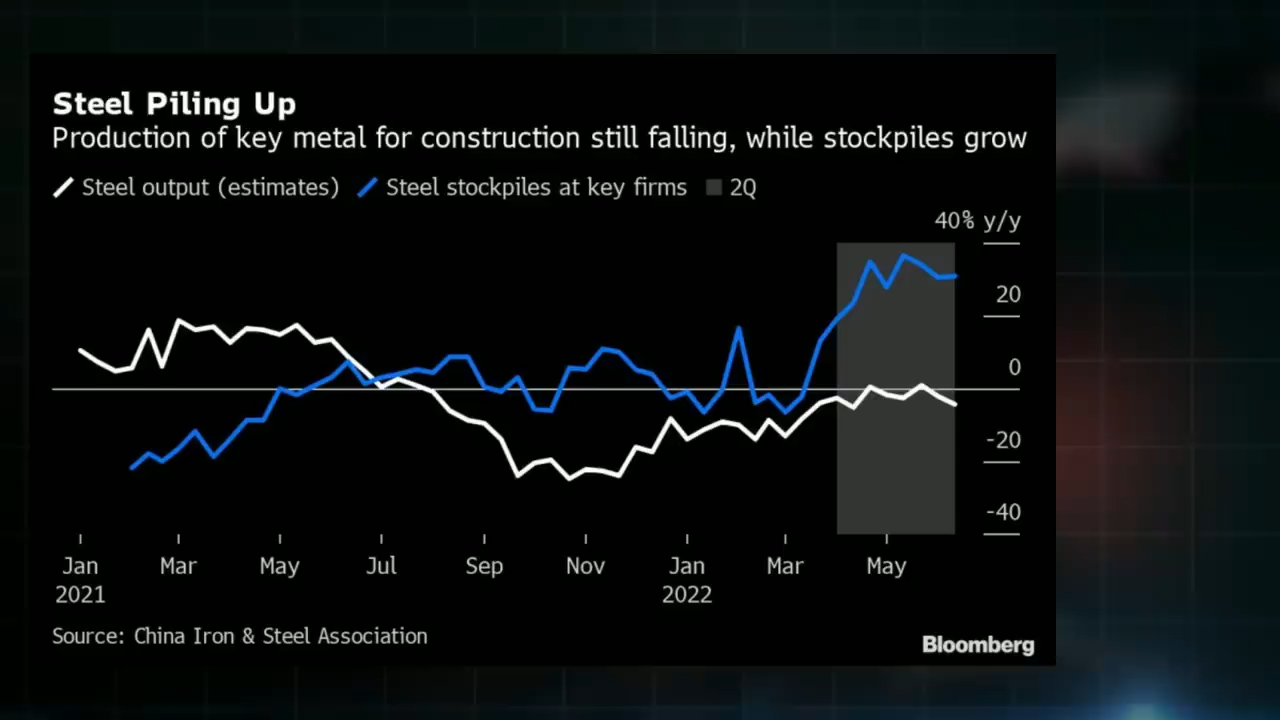 Steel Piling Up
Production of key metal for construction still falling, while stockpiles grow
Steel output (estimates) Steel stockpiles at key firms 2Q
40% y/y
20
0
-20
-40
Jan Mar May Jul Sep Nov Jan Mar May
2021 2022
Source: China Iron & Steel Association
Bloomberg